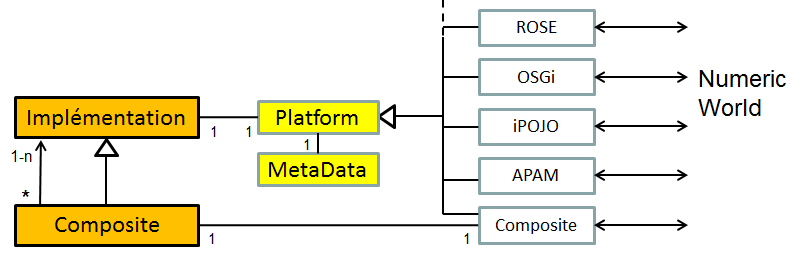 ROSE
OSGi
Numeric
World
Implémentation
1
1
Platform
iPOJO
1
MetaData
1-n
APAM
*
Composite
1
1
Composite